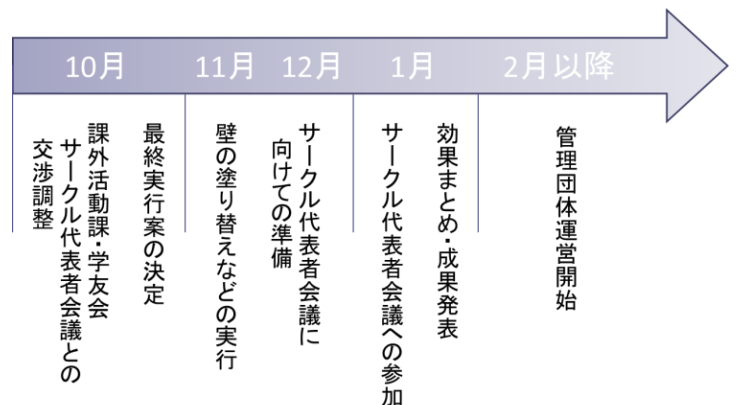 10月
11月
12月
1月
2月以降
課外活動課・学友会
サークル代表者会議との
交渉調整
最終実行案の決定
壁の塗り替えなどの実行
サークル代表者会議に
向けての準備
サークル代表者会議への参加
効果まとめ・成果発表
管理団体運営開始